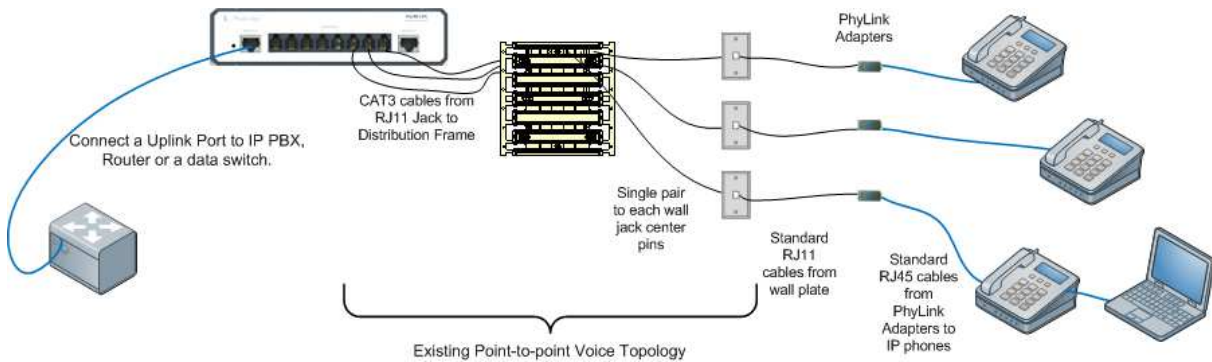 PhyLink
Adapters
CAT3 cables from
RJ11 Jack to
Distribution Frame
Connect a Uplink Port to IP PBX,
Router or a data switch.
Single pair
to each wall
jack center
pins
Standard
RJ11
cables from
wall plate
Standard
RJ45 cables
from
PhyLink
Adapters to
IP phones
Existing Point-to-point Voice Topology